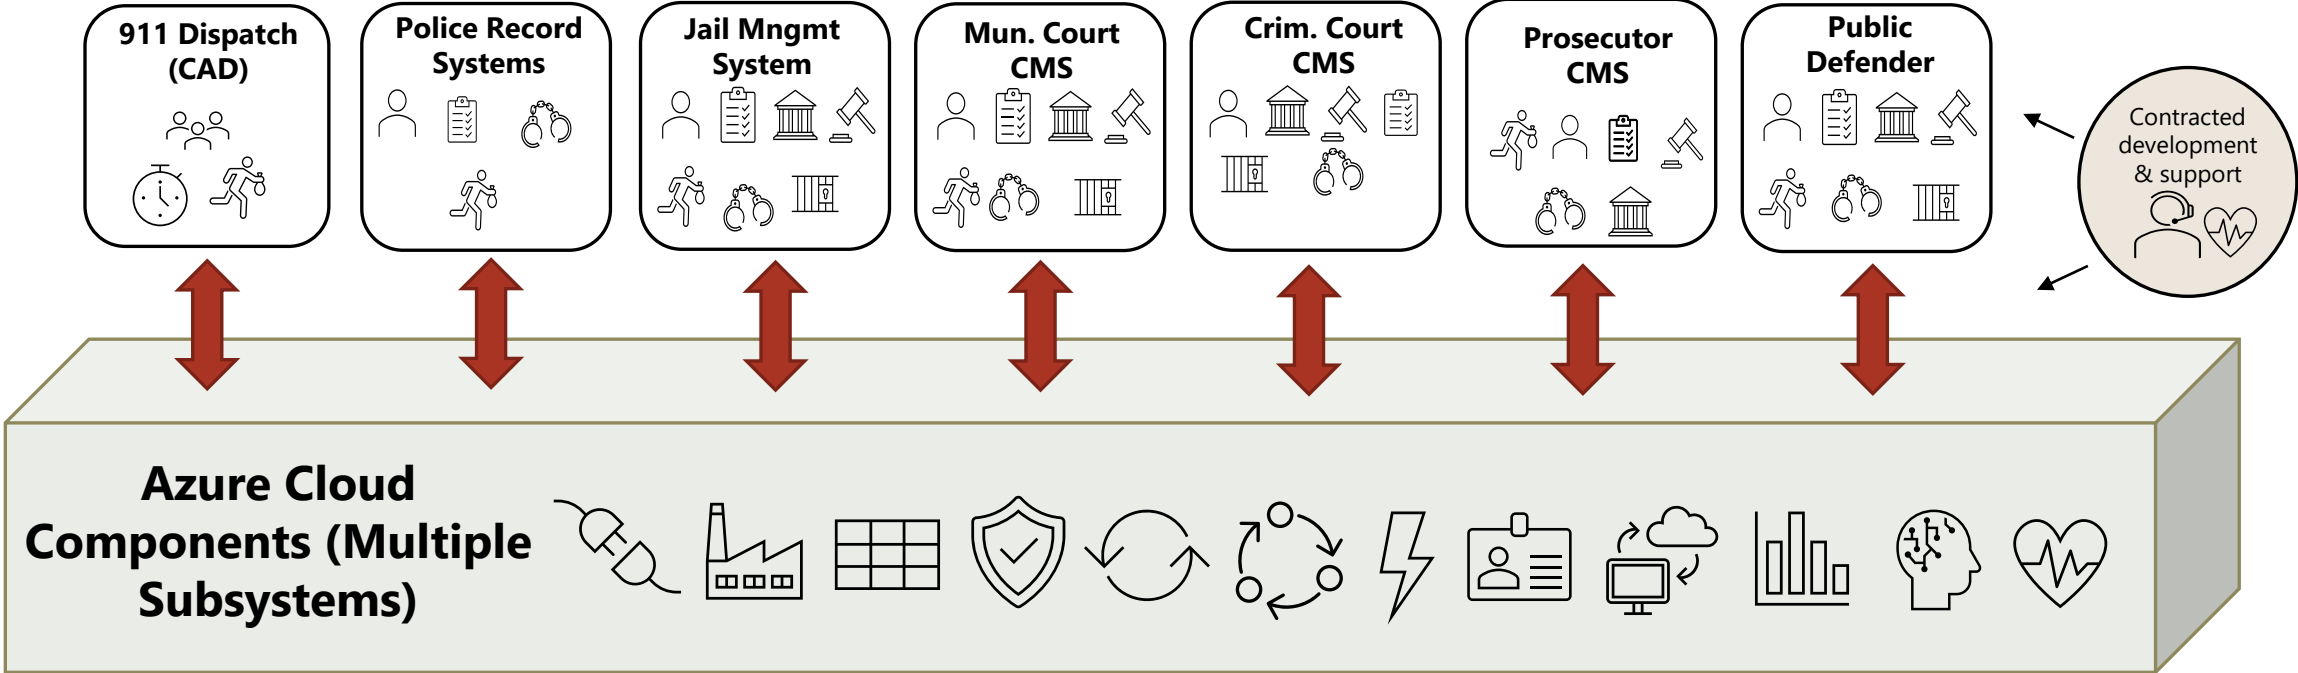 911 Dispatch
(CAD)
Police Record
Systems
Jail Mngmt
System
Mun. Court
CMS
Crim. Court
CMS
Prosecutor
CMS
Public
Defender
Contracted
development
& support
Azure Cloud
Components (Multiple
Subsystems)